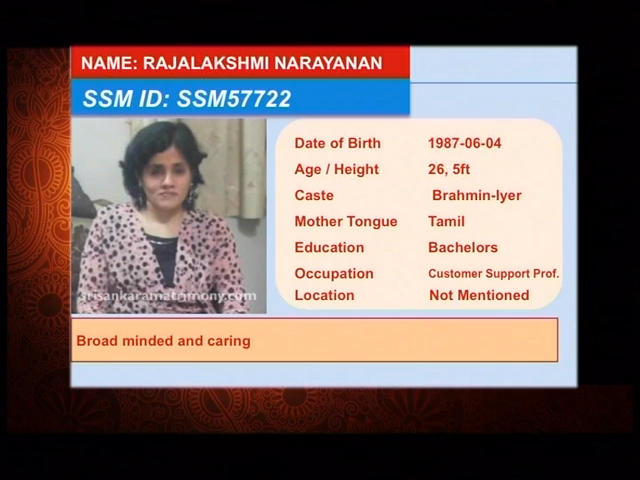 NAME: RAJALAKSHMI NARAYANAN
SSM ID: SSM57722
Date of Birth 1987-06-04
Age / Height 26, 5ft
Caste Brahmin-Iyer
Mother Tongue Tamil
Education Bachelors
Occupation Customer Support Prof.
Location Not Mentioned
srisankaramatrimony.com
Broad minded and caring